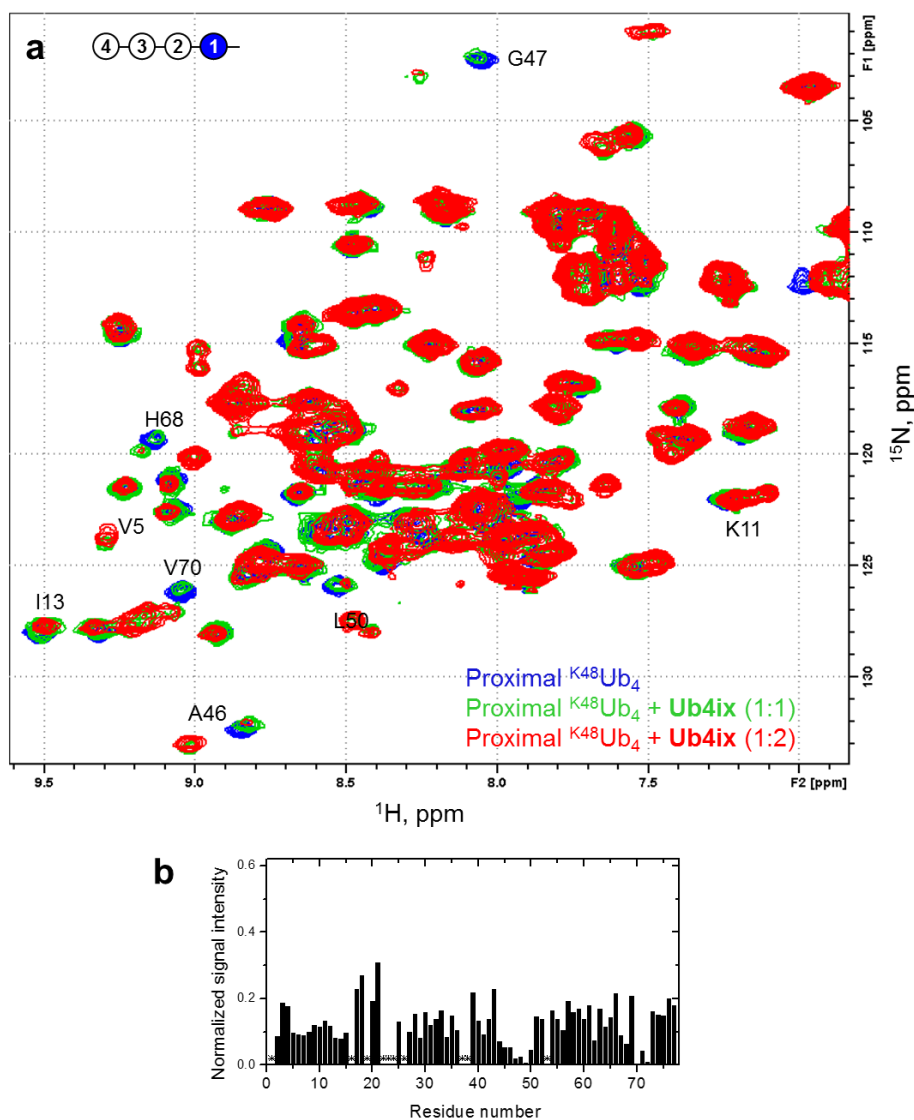 a
4 3 2 1
G47
F1 [ppm]
105
110
115
120
125
130
15N, ppm
H68
V5
V70
I13
L50
K11
A46
Proximal K48Ub4
Proximal K48Ub4 + Ub4ix (1:1)
Proximal K48Ub4 + Ub4ix (1:2)
9.5 9.0 8.5 8.0 7.5 F2 [ppm]
1H, ppm
b
Normalized signal intensity
0.6
0.4
0.2
0.0
* * * * * * * * * *
0 10 20 30 40 50 60 70
Residue number